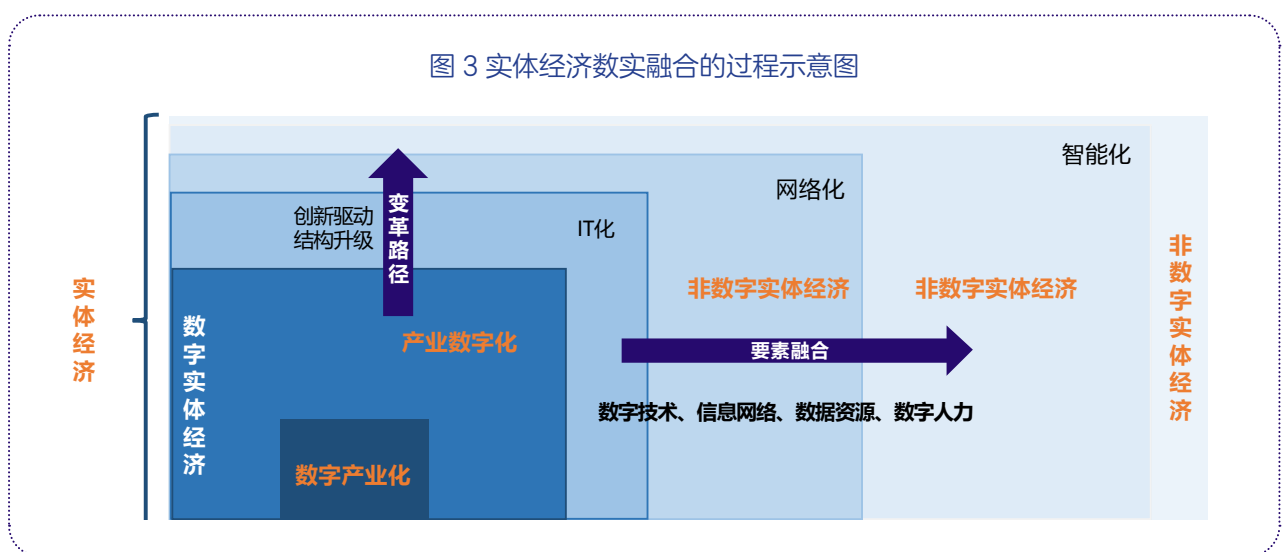 图 3 实体经济数实融合的过程示意图
智能化
网络化
创新驱动
结构升级
变革路径
IT化
实体经济
数字实体经济
产业数字化
非数字实体经济
非数字实体经济
非数字实体经济
要素融合
数字技术、信息网络、数据资源、数字人力
数字产业化